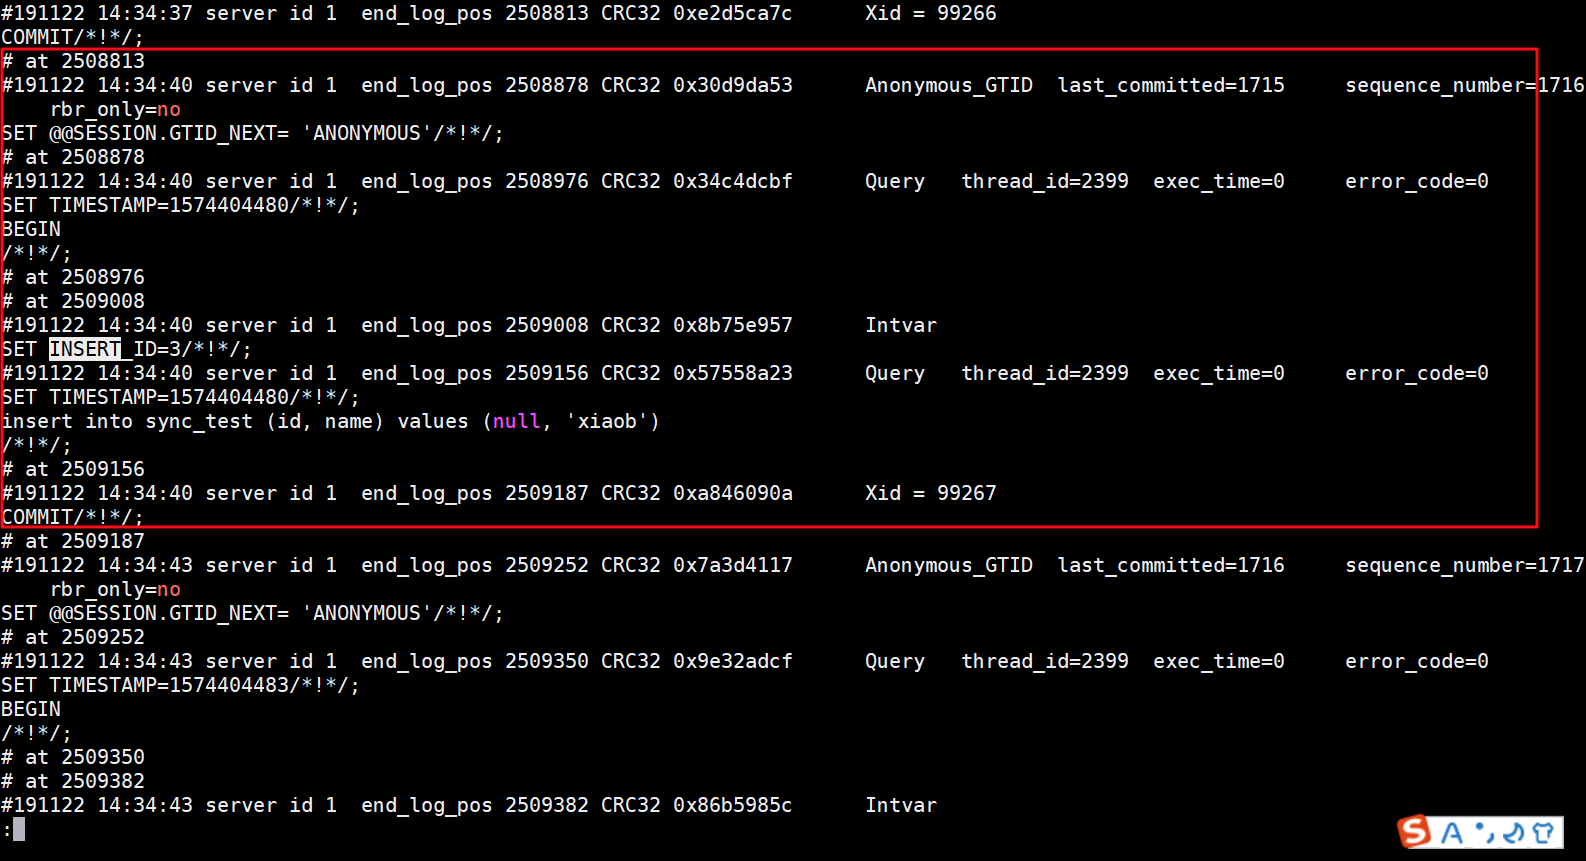 #191122 14:34:37 server id 1  end_log_pos 2508813 CRC32 0xe2d5ca7c      Xid = 99266
COMMIT/*!*/;
# at 2508813
#191122 14:34:40 server id 1  end_log_pos 2508878 CRC32 0x30d9da53      Anonymous_GTID  last_committed=1715     sequence_number=1716
    rbr_only=no
SET @@SESSION.GTID_NEXT= 'ANONYMOUS'/*!*/;
# at 2508878
#191122 14:34:40 server id 1  end_log_pos 2508976 CRC32 0x34c4dcbf      Query   thread_id=2399  exec_time=0     error_code=0
SET TIMESTAMP=1574404480/*!*/;
BEGIN
/*!*/;
# at 2508976
# at 2509008
#191122 14:34:40 server id 1  end_log_pos 2509008 CRC32 0x8b75e957      Intvar
SET INSERT_ID=3/*!*/;
#191122 14:34:40 server id 1  end_log_pos 2509156 CRC32 0x57558a23      Query   thread_id=2399  exec_time=0     error_code=0
SET TIMESTAMP=1574404480/*!*/;
insert into sync_test (id, name) values (null, 'xiaob')
/*!*/;
# at 2509156
#191122 14:34:40 server id 1  end_log_pos 2509187 CRC32 0xa846090a      Xid = 99267
COMMIT/*!*/;
# at 2509187
#191122 14:34:43 server id 1  end_log_pos 2509252 CRC32 0x7a3d4117      Anonymous_GTID  last_committed=1716     sequence_number=1717
    rbr_only=no
SET @@SESSION.GTID_NEXT= 'ANONYMOUS'/*!*/;
# at 2509252
#191122 14:34:43 server id 1  end_log_pos 2509350 CRC32 0x9e32adcf      Query   thread_id=2399  exec_time=0     error_code=0
SET TIMESTAMP=1574404483/*!*/;
BEGIN
/*!*/;
# at 2509350
# at 2509382
#191122 14:34:43 server id 1  end_log_pos 2509382 CRC32 0x86b5985c      Intvar
:
S A